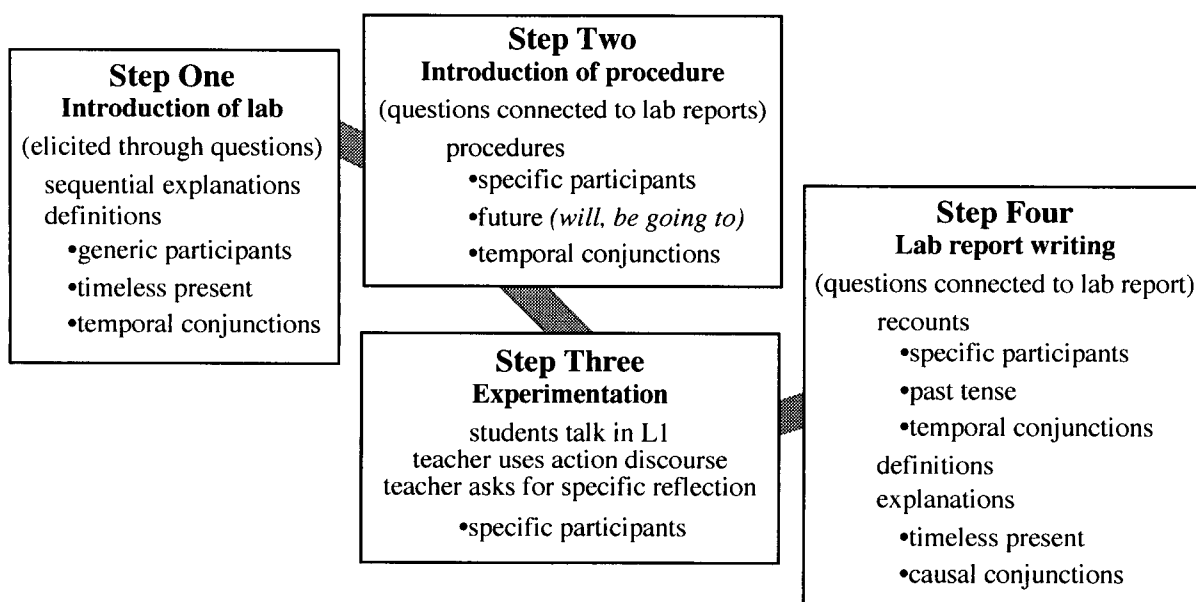 Step One
Introduction of lab
(elicited through questions)
sequential explanations
definitions
•generic participants
•timeless present
•temporal conjunctions
Step Two
Introduction of procedure
(questions connected to lab reports)
procedures
•specific participants
•future (will, be going to)
•temporal conjunctions
Step Three
Experimentation
students talk in L1
teacher uses action discourse
teacher asks for specific reflection
•specific participants
Step Four
Lab report writing
(questions connected to lab report)
recounts
•specific participants
•past tense
•temporal conjunctions
definitions
explanations
•timeless present
•causal conjunctions